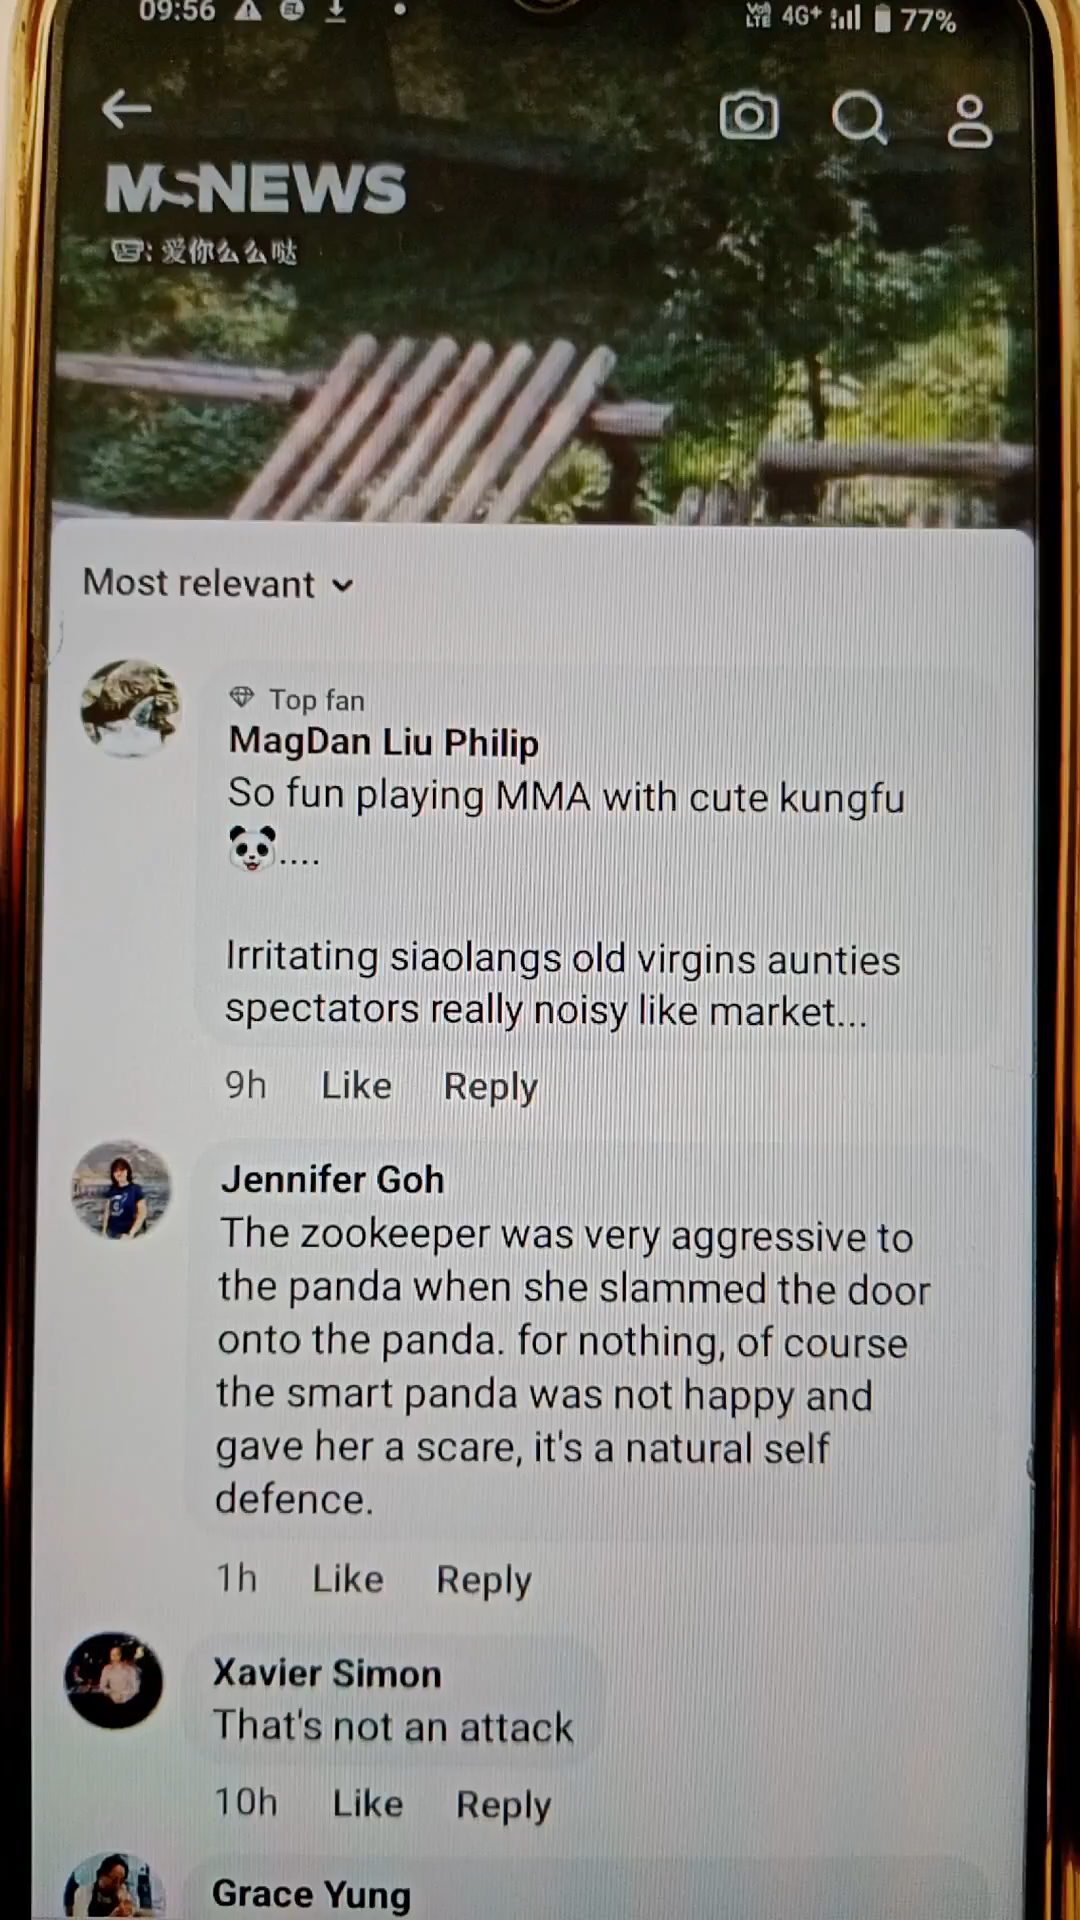 09:56
4G+ 77%
MSNEWS
: 爱你么么哒
Most relevant
Top fan
MagDan Liu Philip
So fun playing MMA with cute kungfu
🐼....
Irritating siaolangs old virgins aunties
spectators really noisy like market...
9h Like Reply
Jennifer Goh
The zookeeper was very aggressive to
the panda when she slammed the door
onto the panda. for nothing, of course
the smart panda was not happy and
gave her a scare, it's a natural self
defence.
1h Like Reply
Xavier Simon
That's not an attack
10h Like Reply
Grace Yung